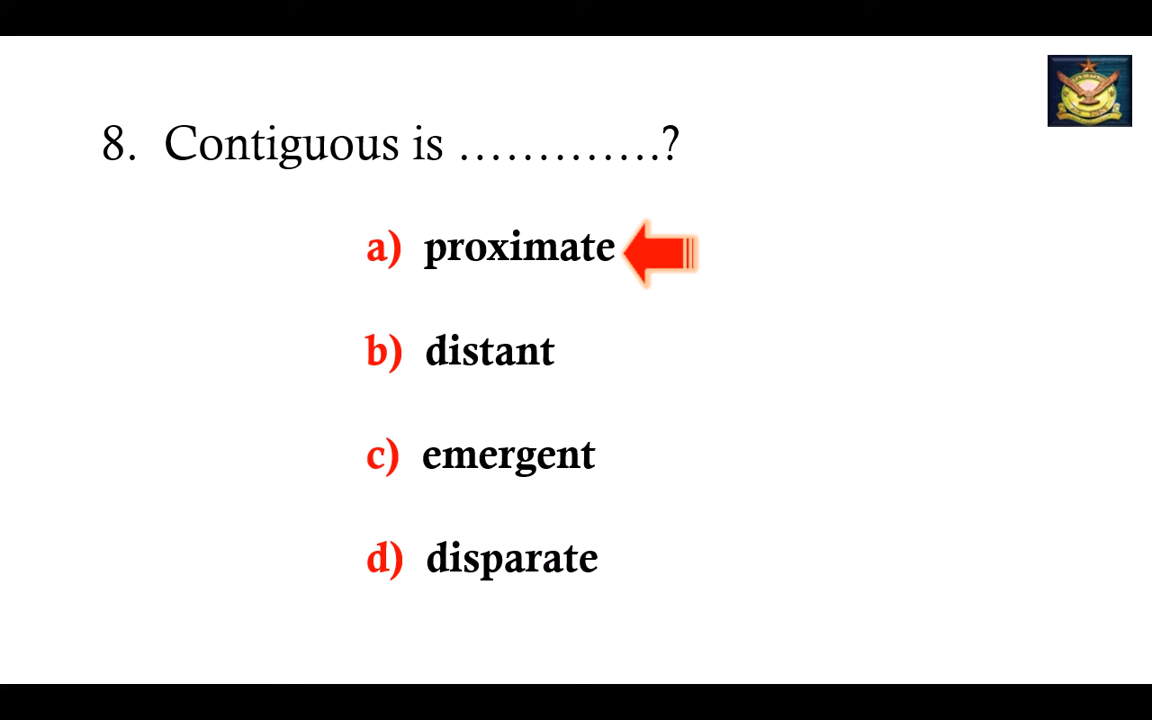 8. Contiguous is ………….?
a) proximate
b) distant
c) emergent
d) disparate